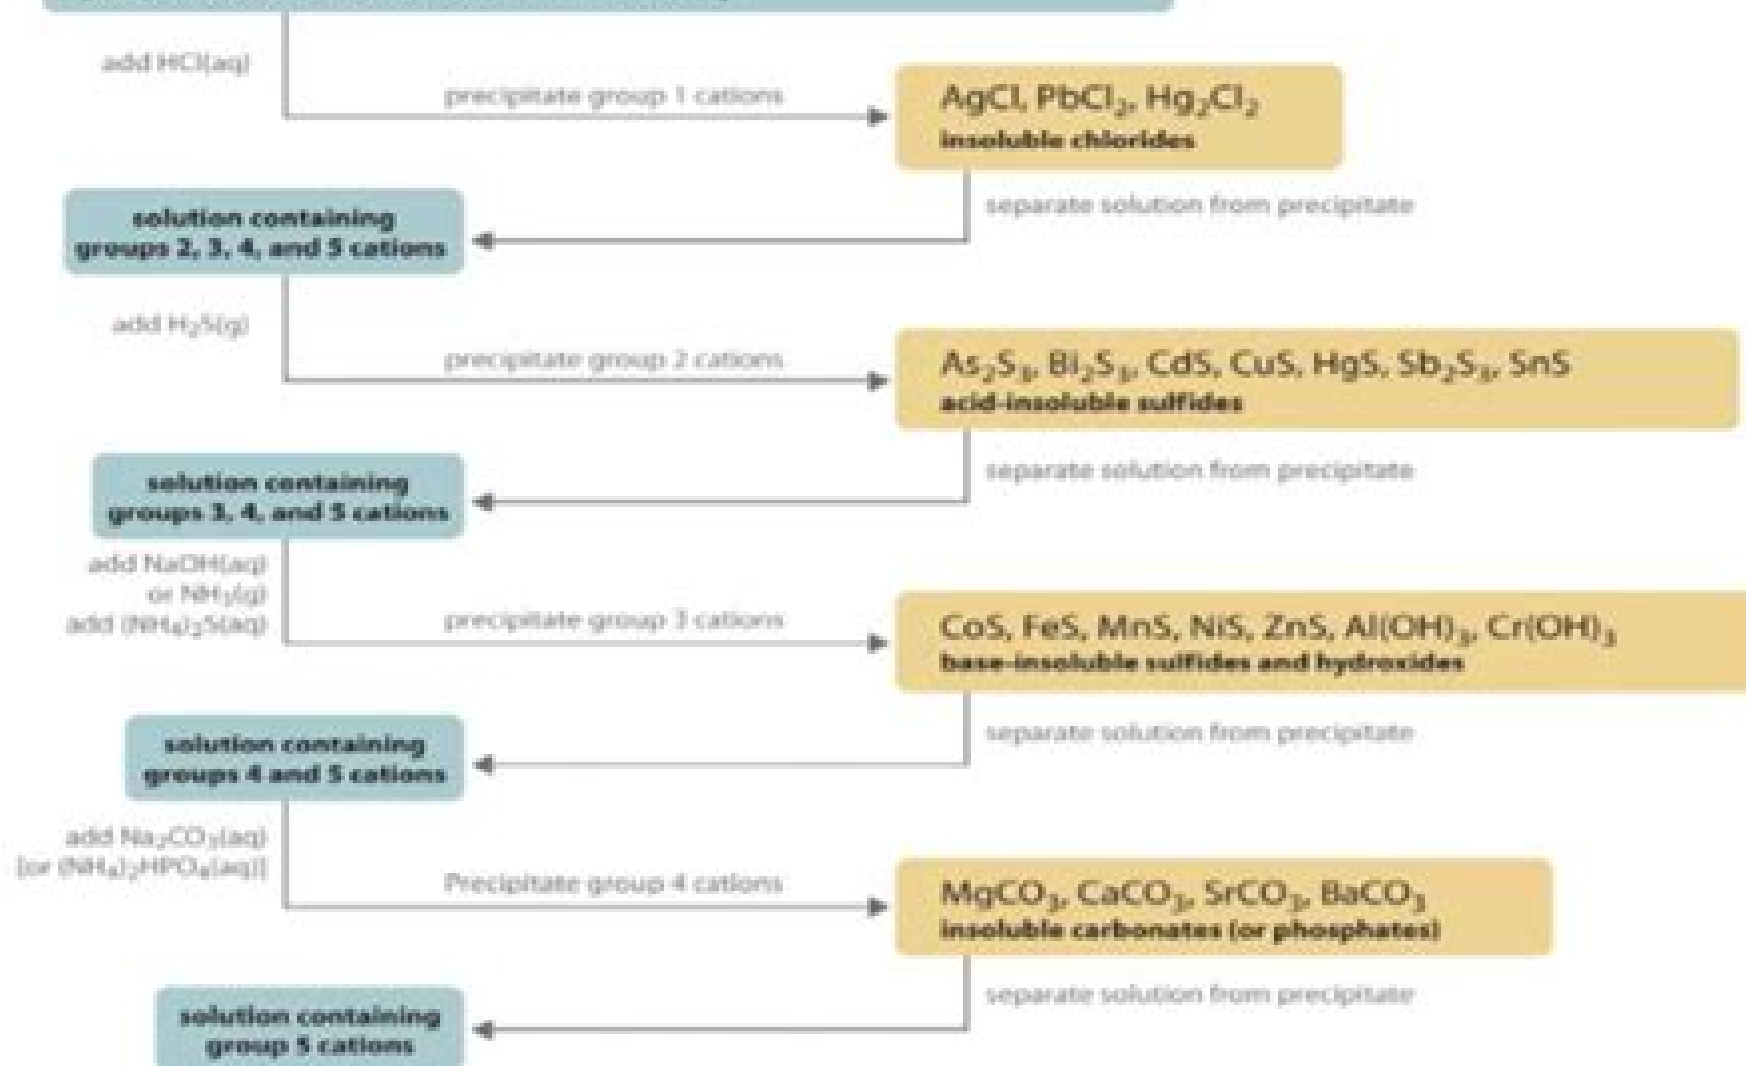 add HCl(aq)
precipitate group 1 cations
AgCl, PbCl₂, Hg₂Cl₂
insoluble chlorides
separate solution from precipitate
solution containing
groups 2, 3, 4, and 5 cations
add H₂S(g)
precipitate group 2 cations
As₂S₃, Bi₂S₃, CdS, CuS, HgS, Sb₂S₃, SnS
acid-insoluble sulfides
separate solution from precipitate
solution containing
groups 3, 4, and 5 cations
add NaOH(aq)
or NH₃(g)
add (NH₄)₂S(aq)
precipitate group 3 cations
CoS, FeS, MnS, NiS, ZnS, Al(OH)₃, Cr(OH)₃
base-insoluble sulfides and hydroxides
separate solution from precipitate
solution containing
groups 4 and 5 cations
add Na₂CO₃(aq)
[or (NH₄)₂HPO₄(aq)]
Precipitate group 4 cations
MgCO₃, CaCO₃, SrCO₃, BaCO₃
insoluble carbonates (or phosphates)
separate solution from precipitate
solution containing
group 5 cations